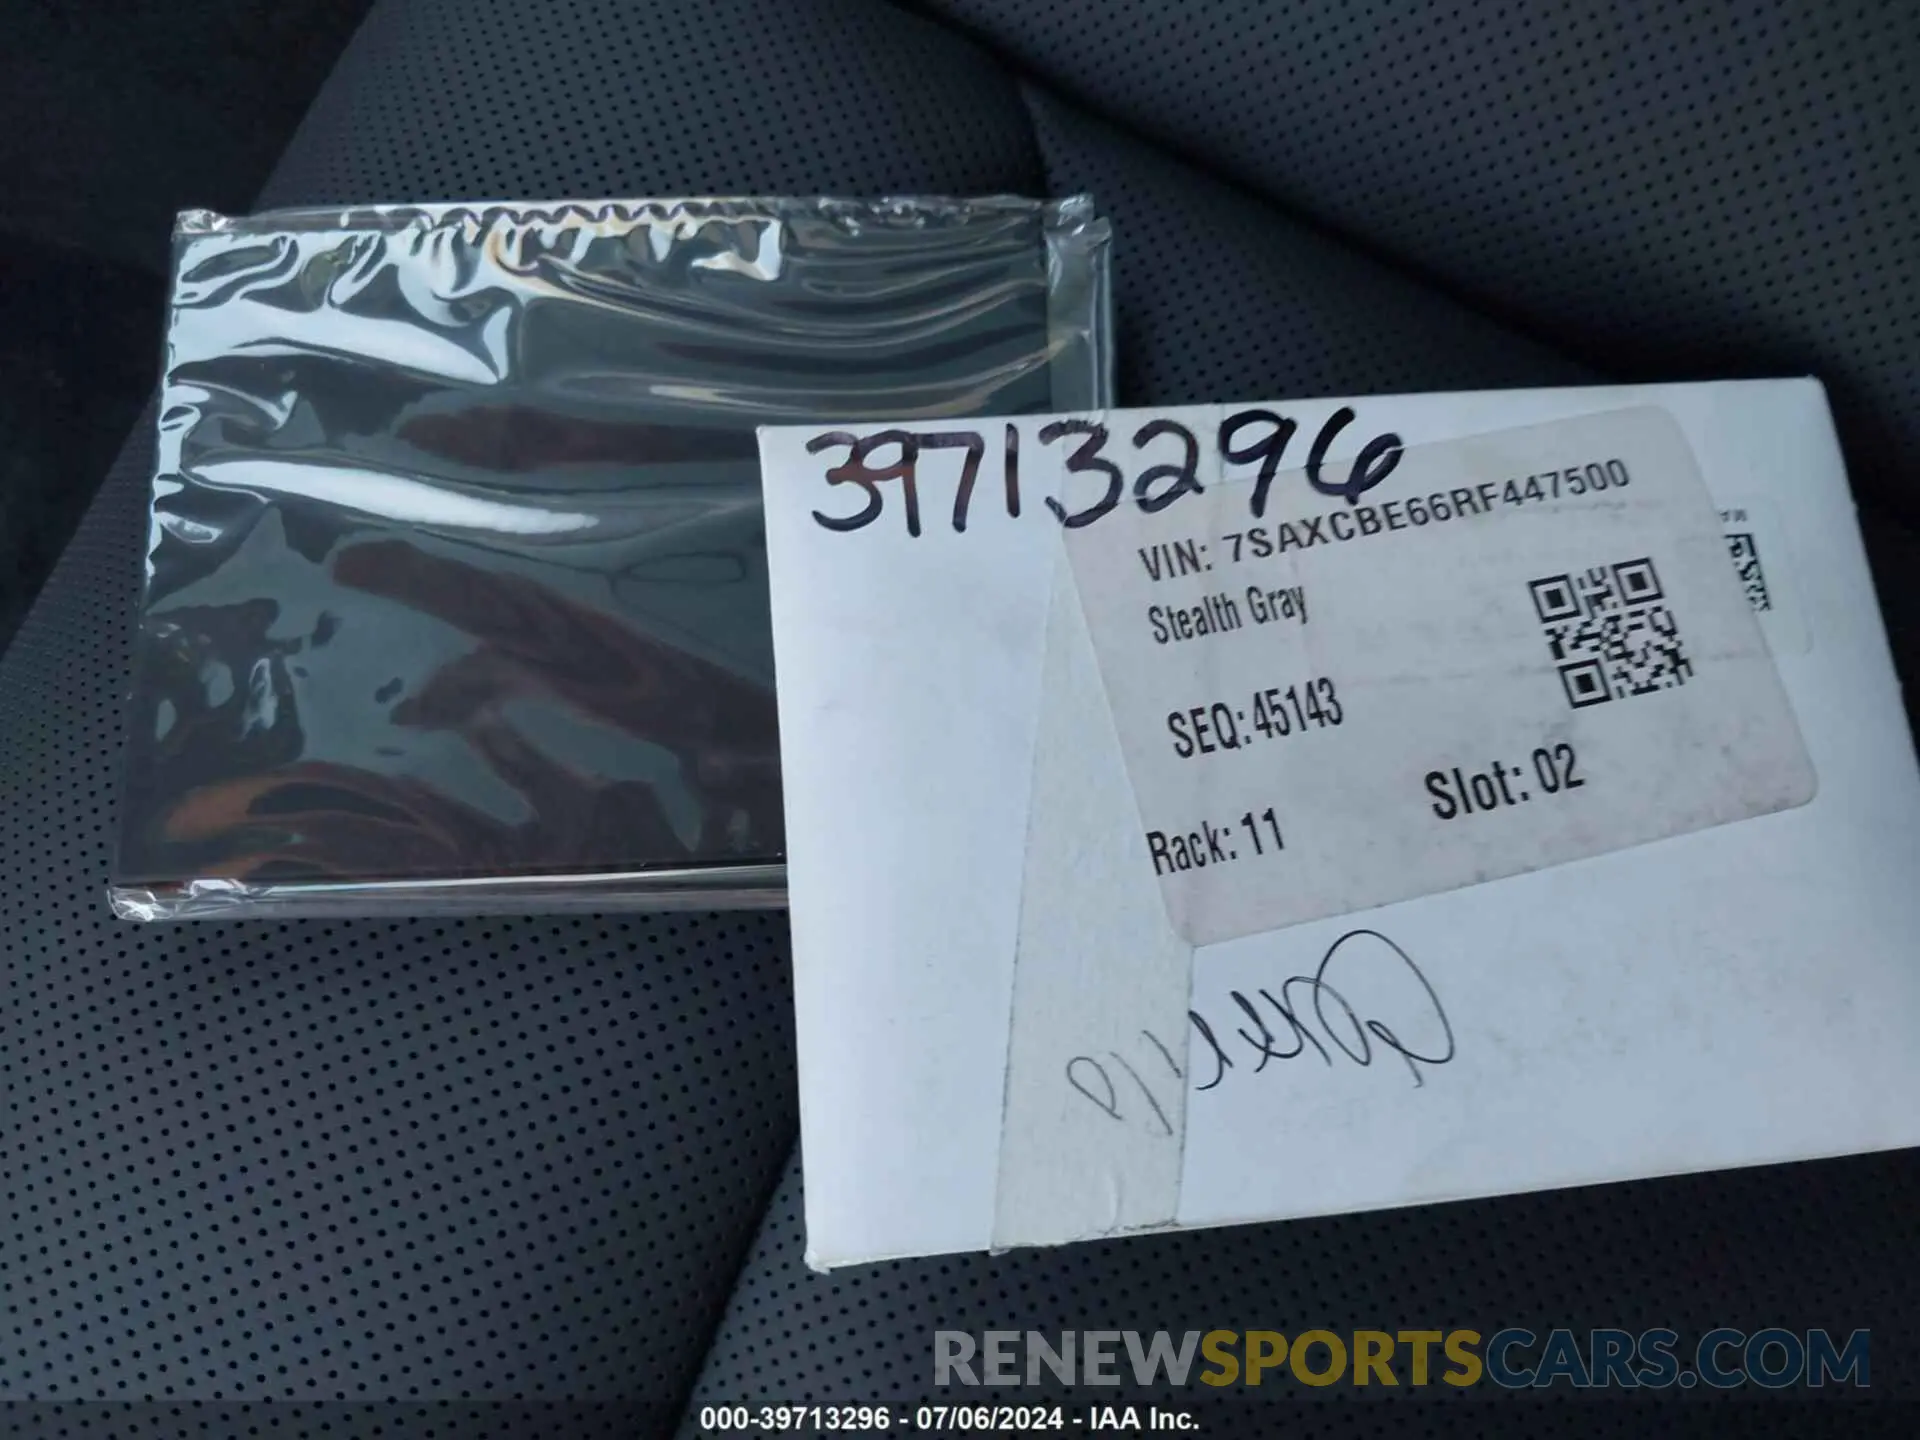 39713296
VIN: 7SAXCBE66RF447500
Stealth Gray
SEQ:45143
Rack: 11
Slot: 02
RENEWSPORTSCARS.COM
000-39713296 - 07/06/2024 - IAA Inc.